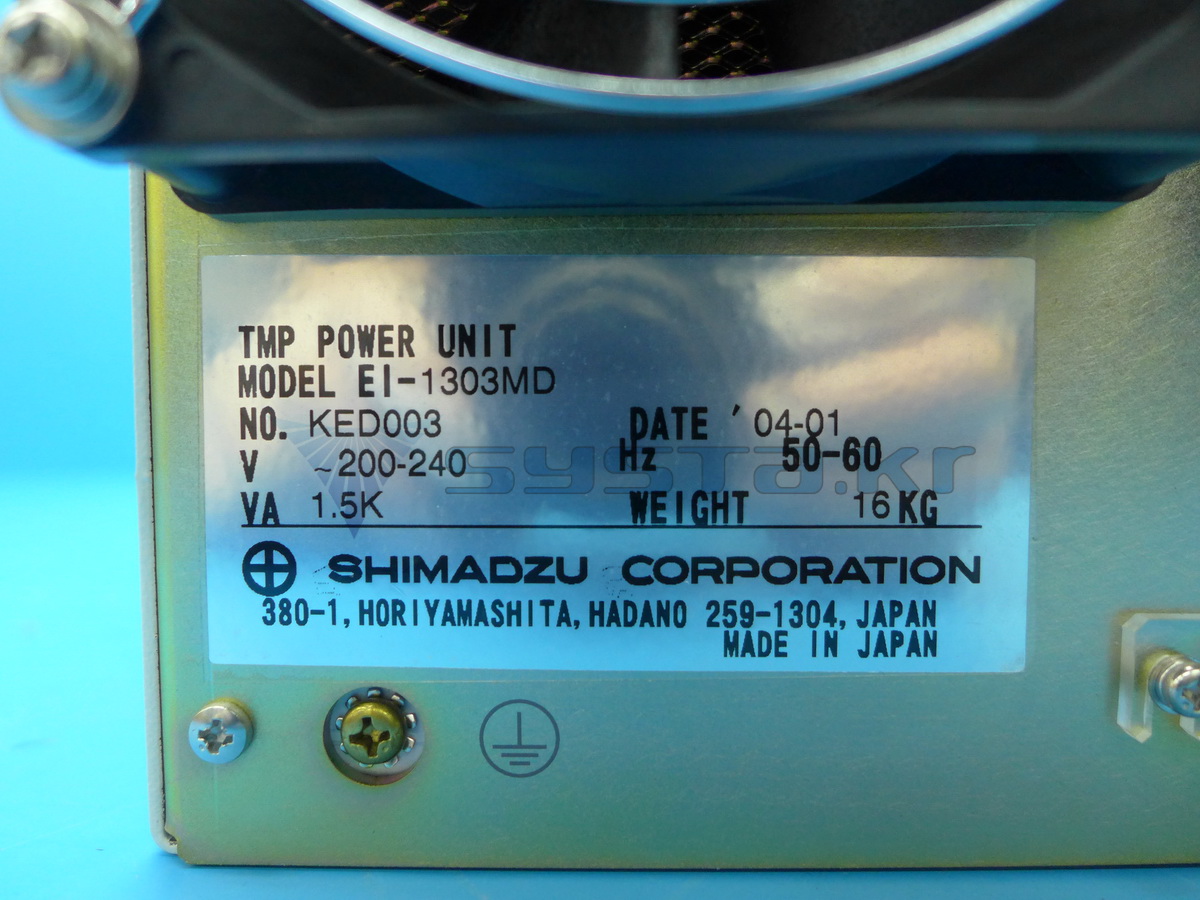 TMP POWER UNIT
MODEL EI-1303MD
NO. KED003 DATE '04-01
V ~200-240 Hz 50-60
VA 1.5K WEIGHT 16KG
systa.kr
SHIMADZU CORPORATION
380-1, HORIYAMASHITA, HADANO 259-1304, JAPAN
MADE IN JAPAN